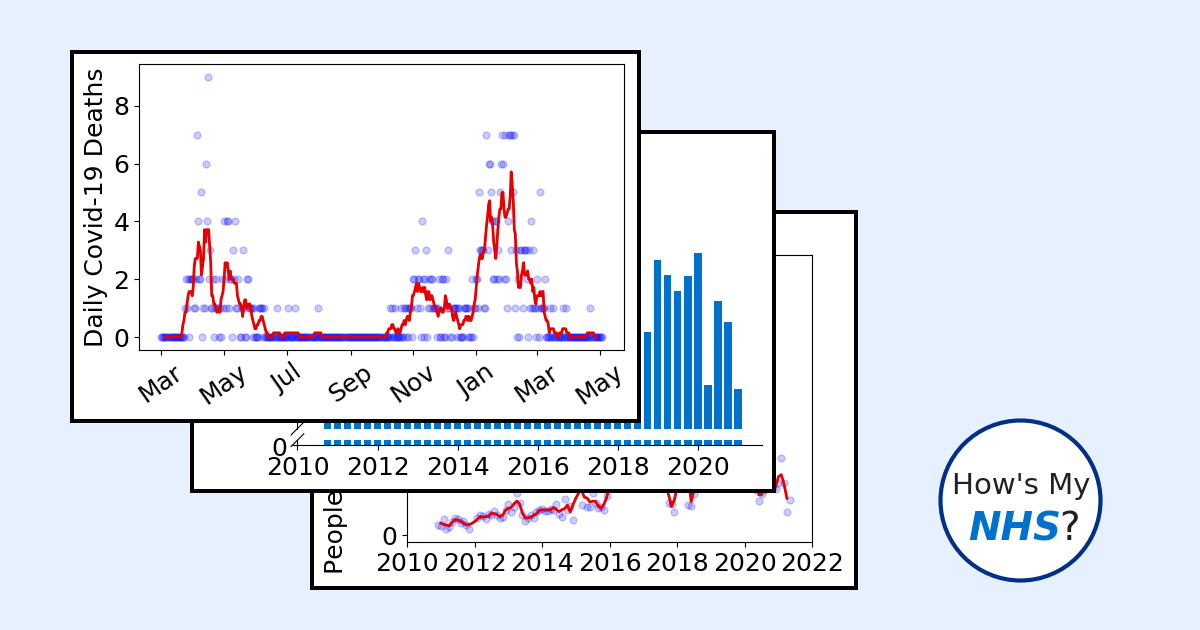 Daily Covid-19 Deaths
8
6
4
2
0
Mar May Jul Sep Nov Jan Mar May
0
2010 2012 2014 2016 2018 2020
People
0
2010 2012 2014 2016 2018 2020 2022
How's My
NHS?